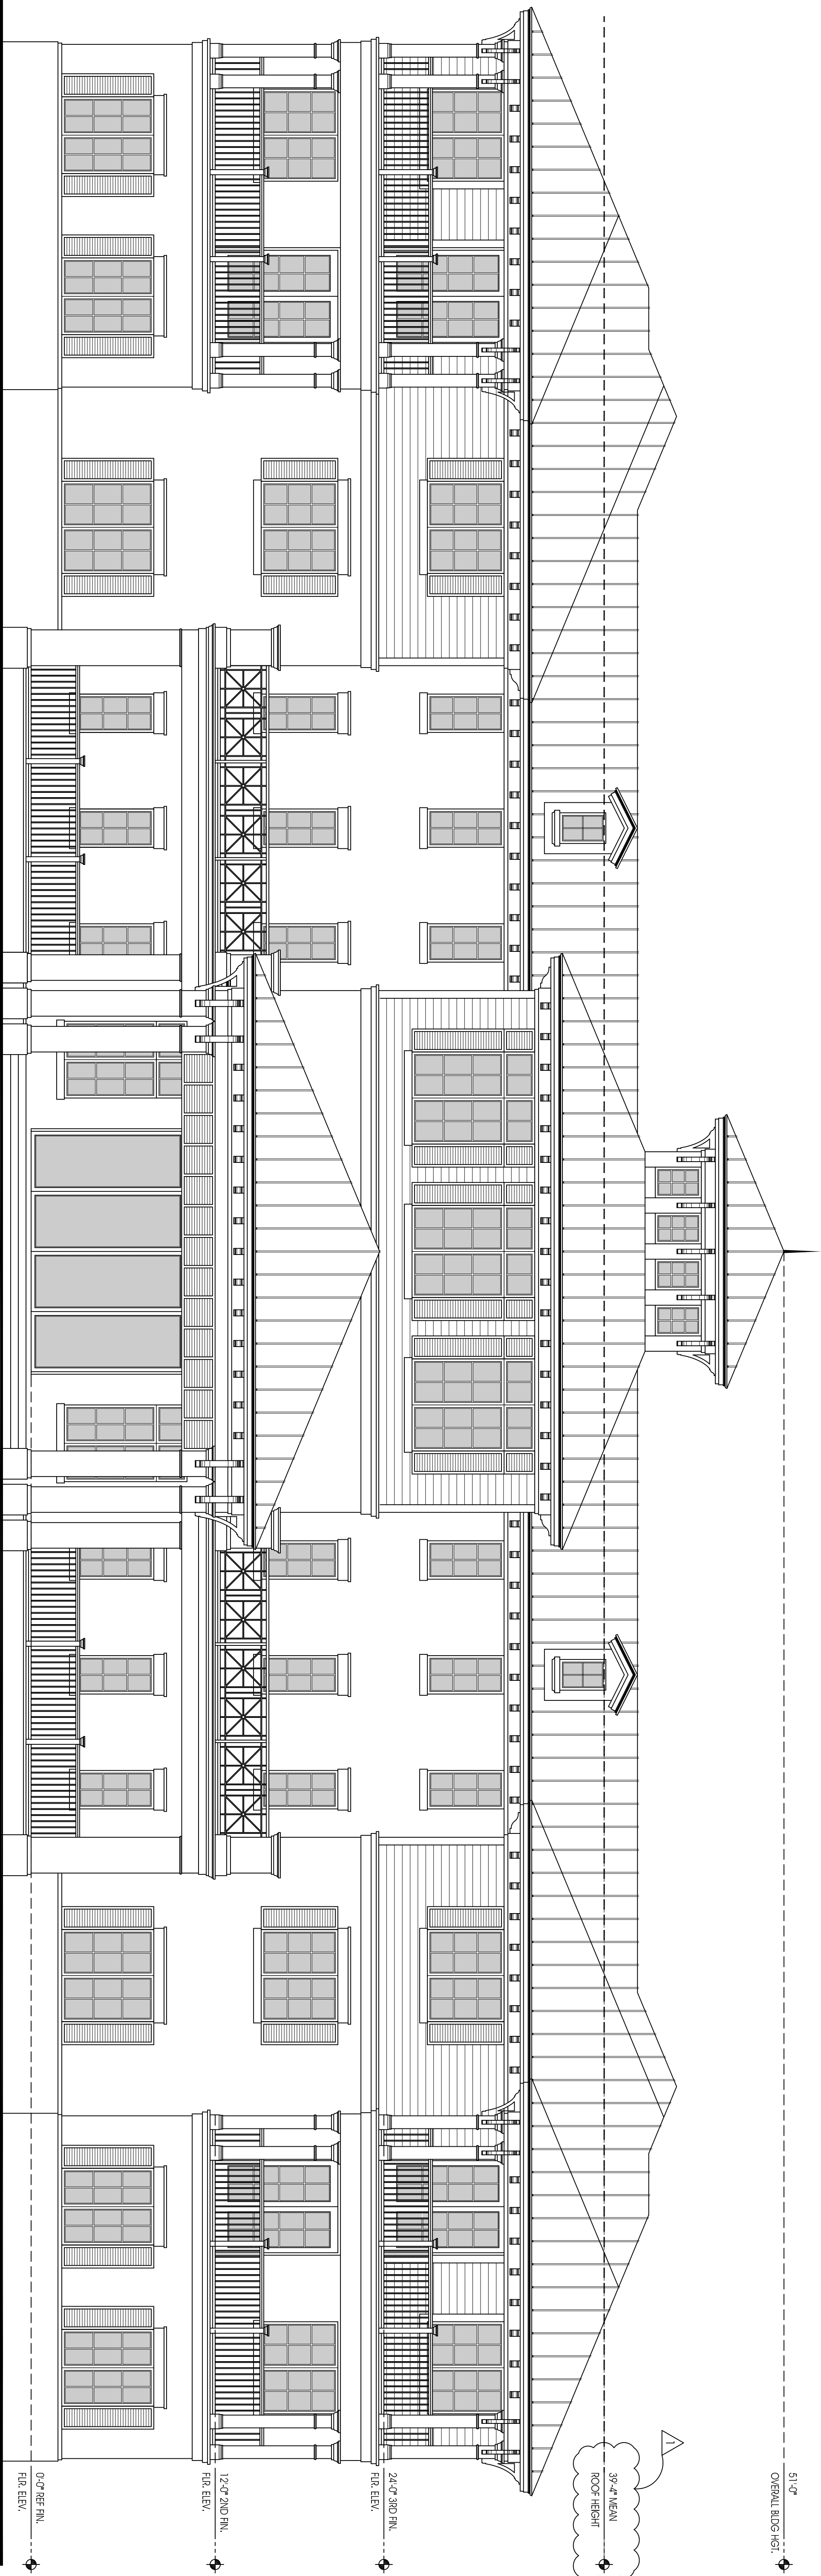 51'-0"
OVERALL BLDG HGT.
1
39'-4" MEAN
ROOF HEIGHT
24'-0" 3RD FIN.
FLR. ELEV.
12'-0" 2ND FIN.
FLR. ELEV.
0'-0" REF FIN.
FLR. ELEV.